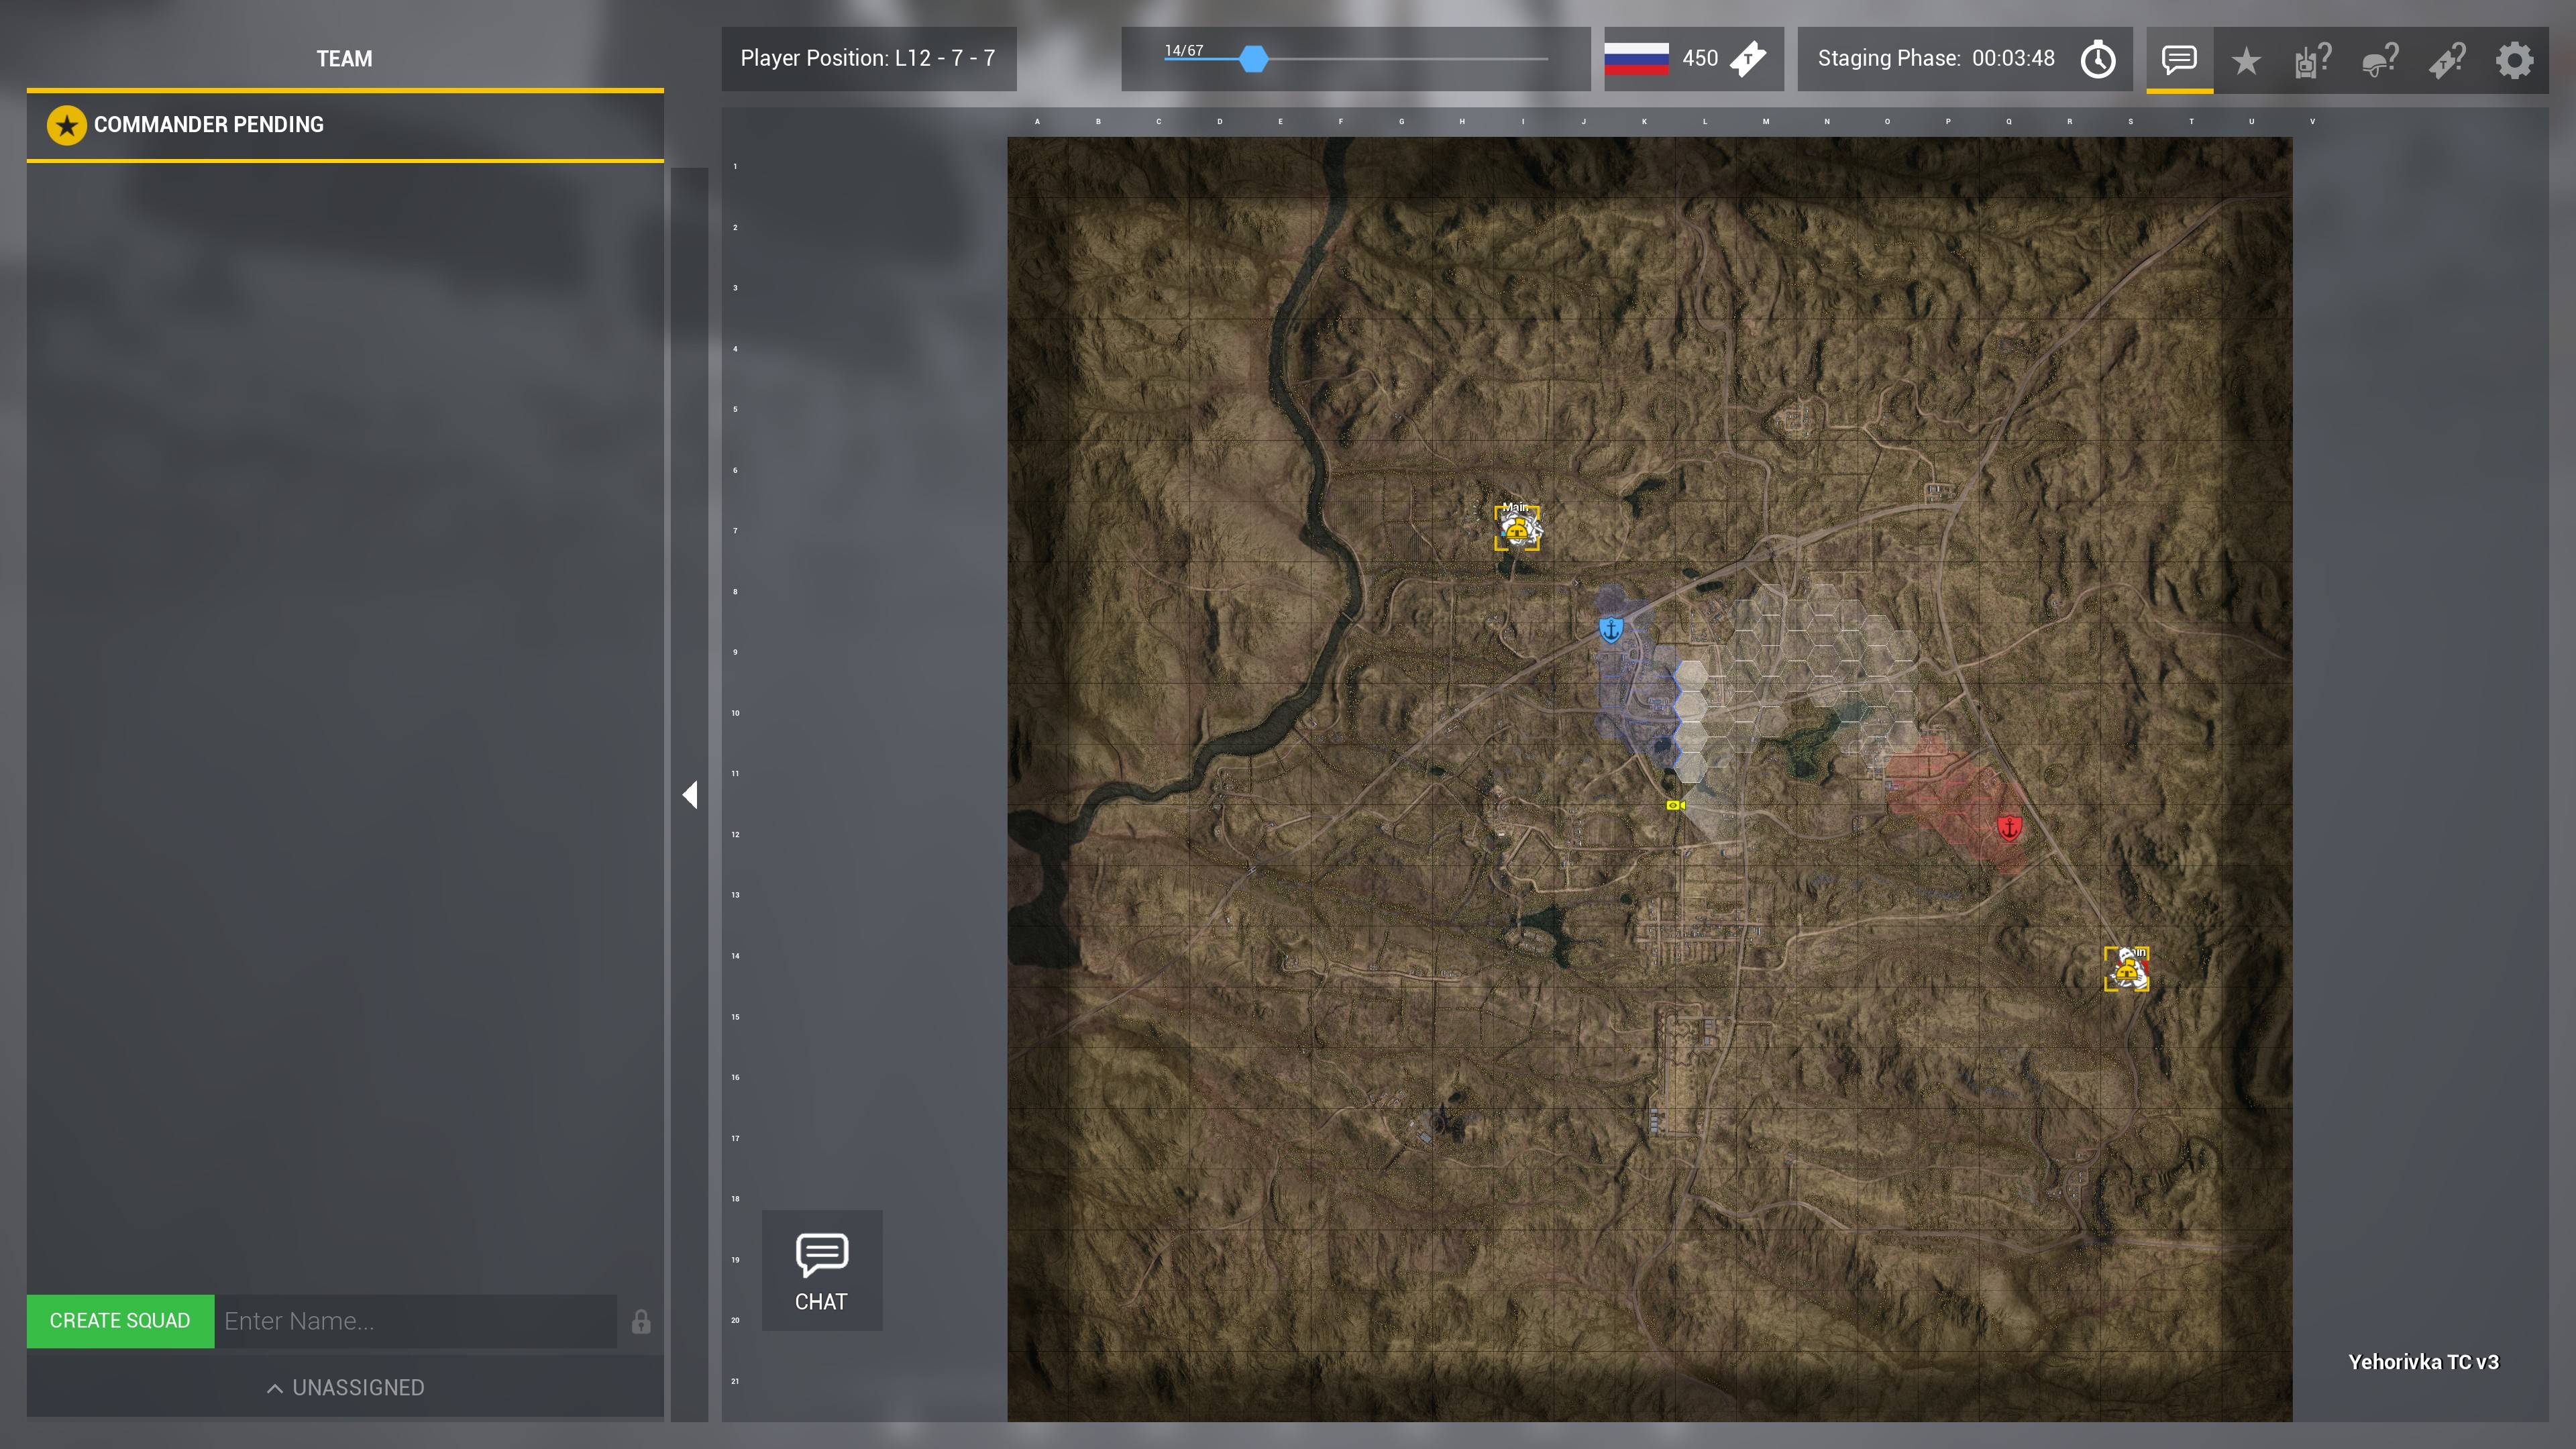 TEAM
COMMANDER PENDING
Player Position: L12 - 7 - 7
14/67
450
T
Staging Phase: 00:03:48
? ? T ?
A B C D E F G H I J K L M N O P Q R S T U V
1
2
3
4
5
6
7
8
9
10
11
12
13
14
15
16
17
18
19
20
21
Main
CHAT
CREATE SQUAD
Enter Name...
UNASSIGNED
Yehorivka TC v3